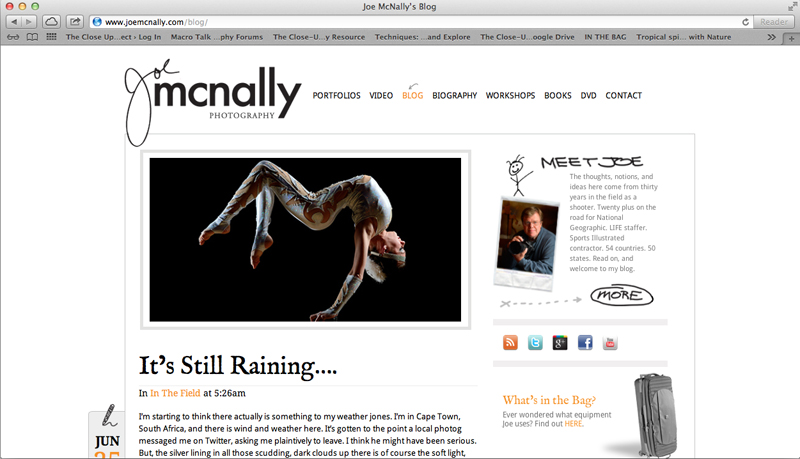 Joe McNally's Blog
www.joemcnally.com/blog/
Reader
The Close Up...ect › Log In
Macro Talk ...phy Forums
The Close-U...y Resource
Techniques: ...and Explore
The Close-U...oogle Drive
IN THE BAG
Tropical spi... with Nature
Joe
mcnally
PHOTOGRAPHY
PORTFOLIOS
VIDEO
BLOG
BIOGRAPHY
WORKSHOPS
BOOKS
DVD
CONTACT
MEET JOE
The thoughts, notions, and
ideas here come from thirty
years in the field as a
shooter. Twenty plus on the
road for National
Geographic. LIFE staffer.
Sports Illustrated
contractor. 54 countries. 50
states. Read on, and
welcome to my blog.
MORE
It's Still Raining....
In In The Field at 5:26am
JUN
I'm starting to think there actually is something to my weather jones. I'm in Cape Town,
South Africa, and there is wind and weather here. It's gotten to the point a local photog
messaged me on Twitter, asking me plaintively to leave. I think he might have been serious.
But, the silver lining in all those scudding, dark clouds up there is of course the soft light,
What's in the Bag?
Ever wondered what equipment
Joe uses? Find out HERE.